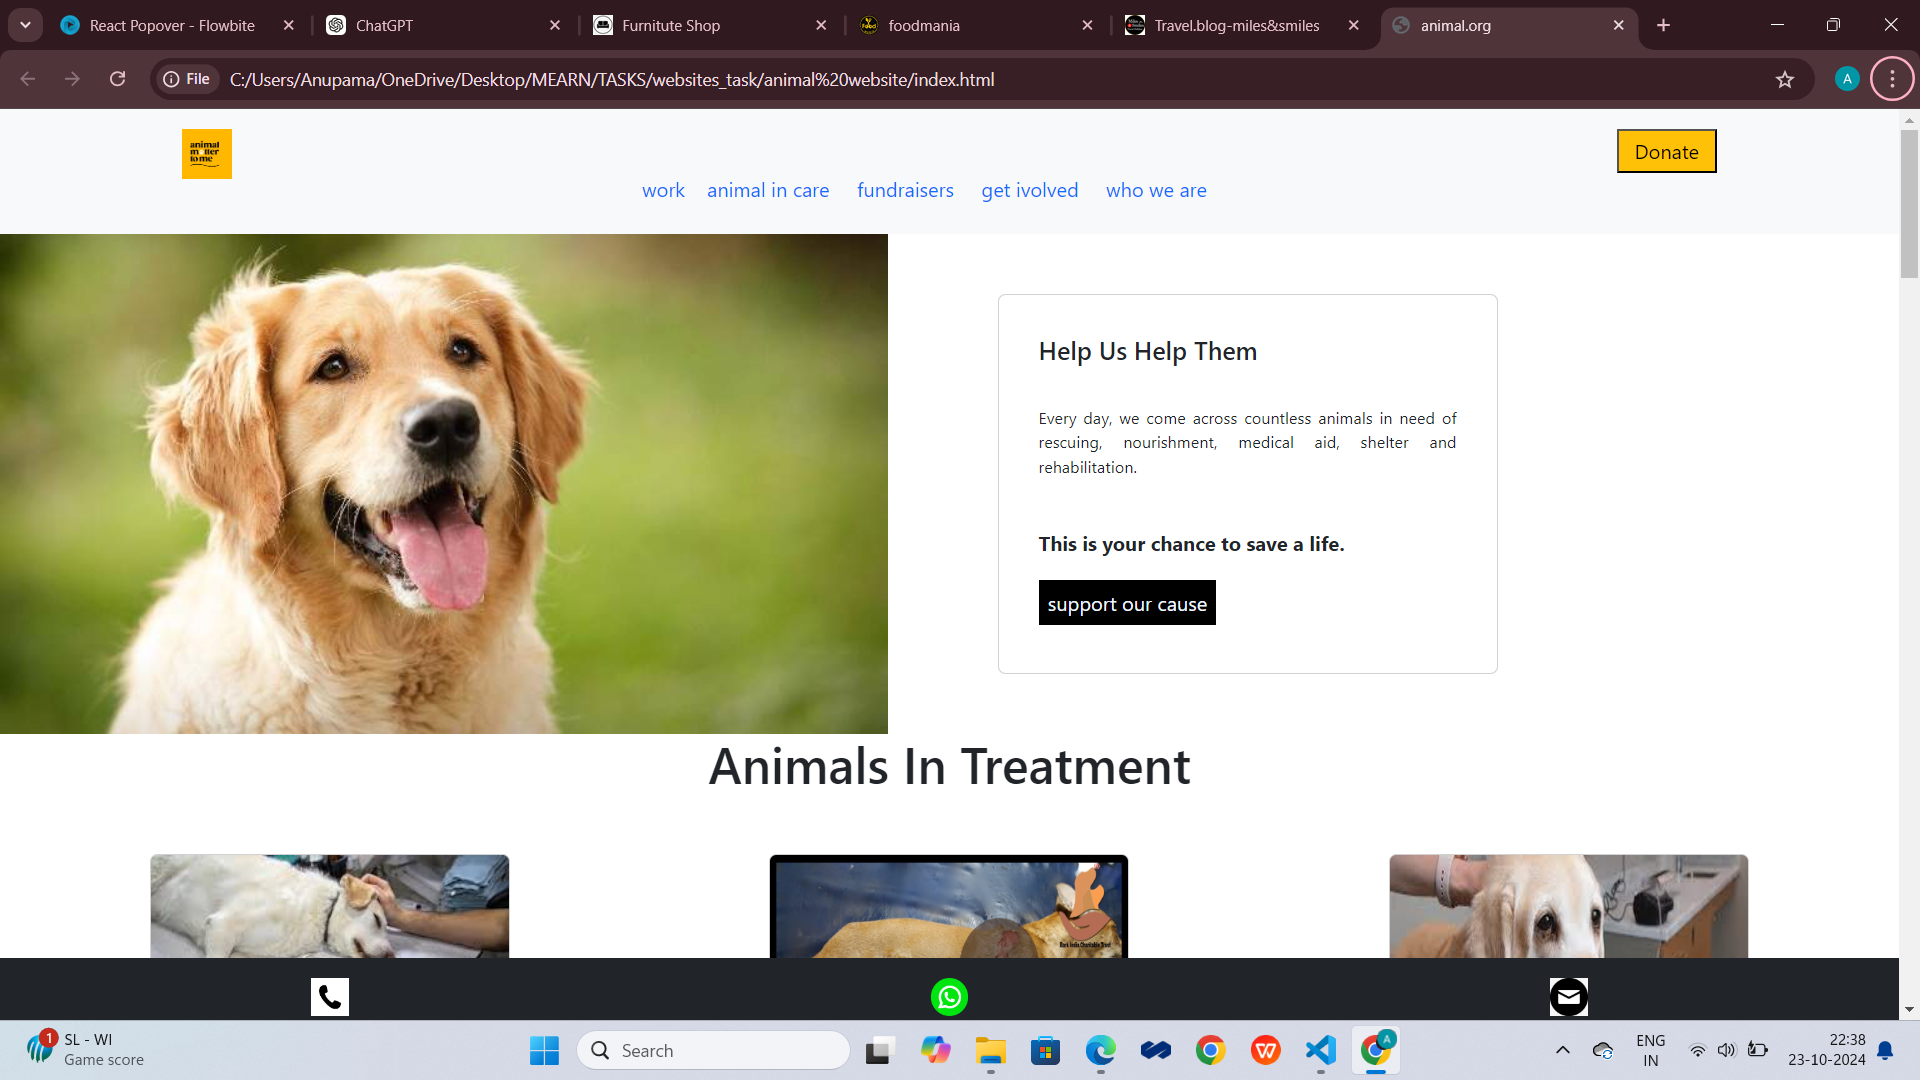 React Popover - Flowbite
ChatGPT
Furnitute Shop
foodmania
Travel.blog-miles&smiles
animal.org
File
C:/Users/Anupama/OneDrive/Desktop/MEARN/TASKS/websites_task/animal%20website/index.html
A
animal
matter
to me
Donate
work animal in care fundraisers get ivolved who we are
Help Us Help Them
Every day, we come across countless animals in need of
rescuing, nourishment, medical aid, shelter and
rehabilitation.
This is your chance to save a life.
support our cause
Animals In Treatment
1
SL - WI
Game score
Search
A
ENG
IN
22:38
23-10-2024